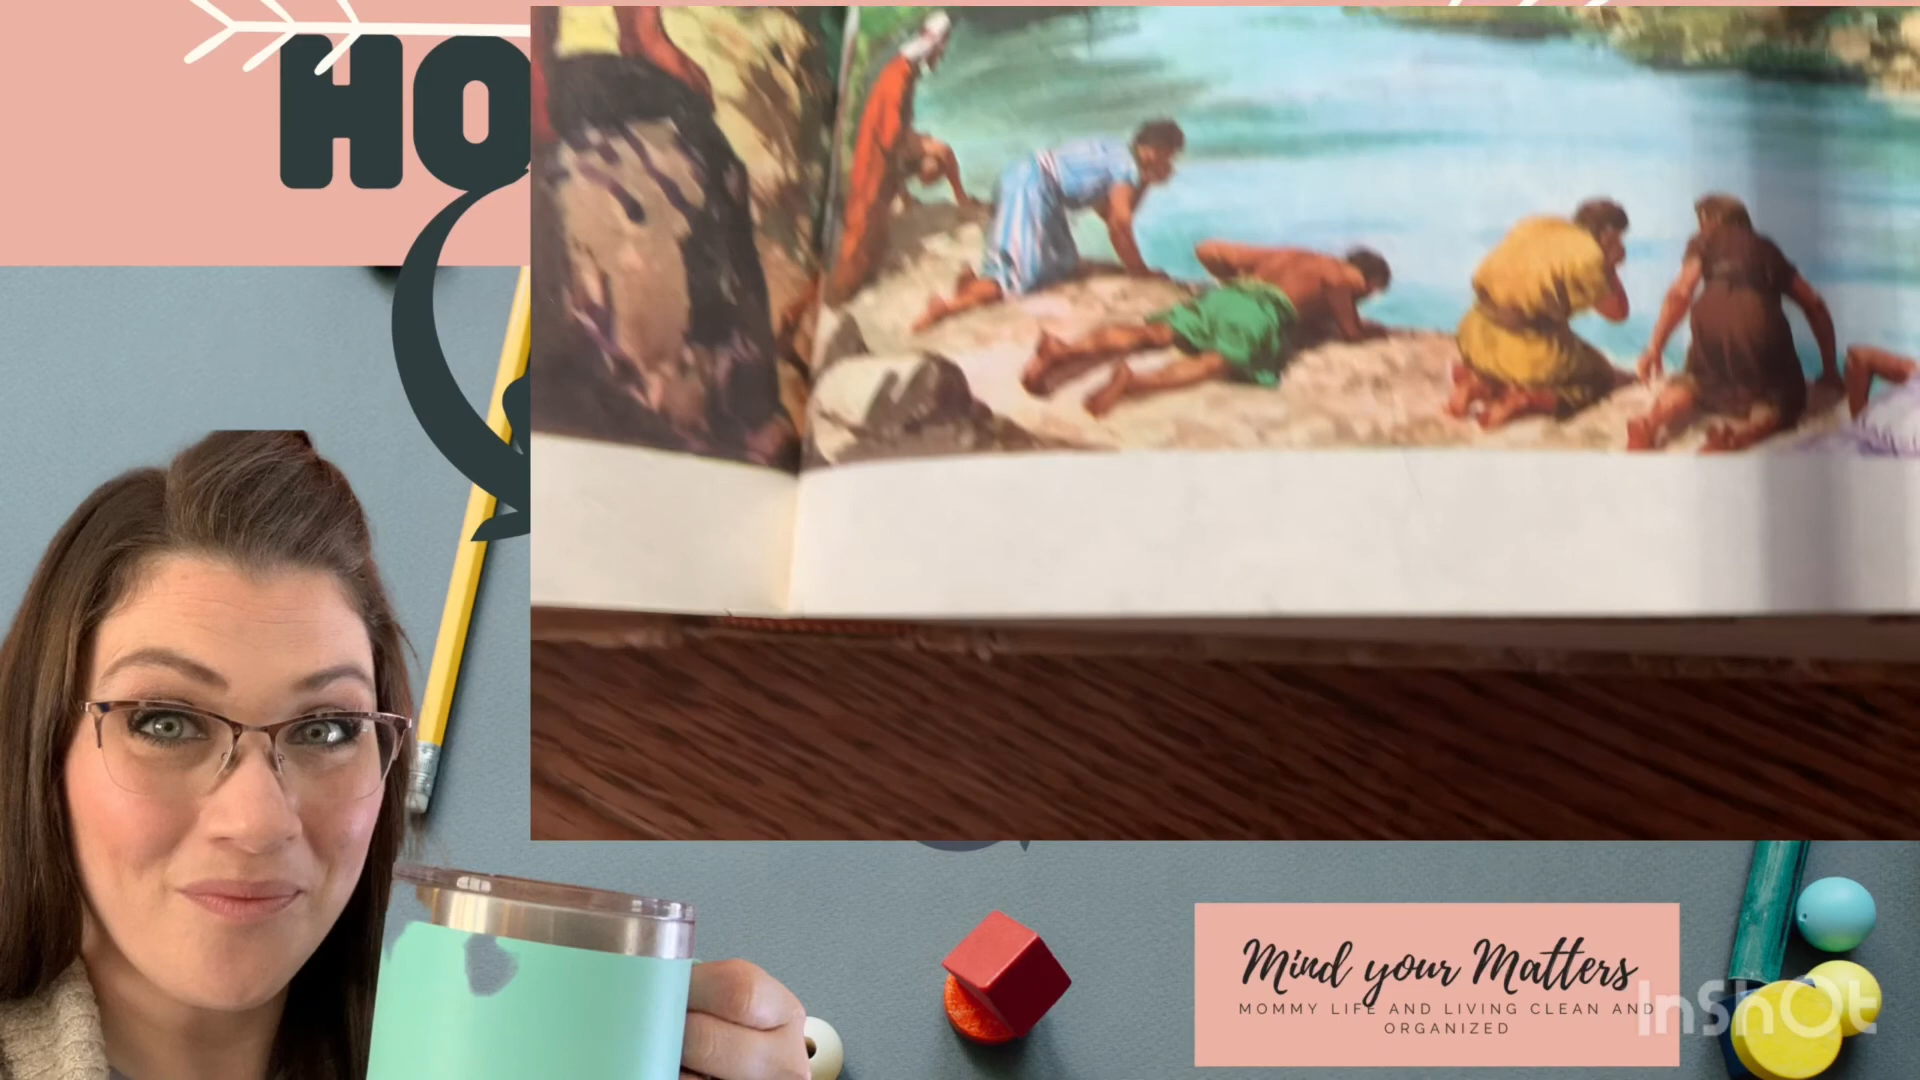 HO
Mind your Matters
MOMMY LIFE AND LIVING CLEAN AND
ORGANIZED
InShOt